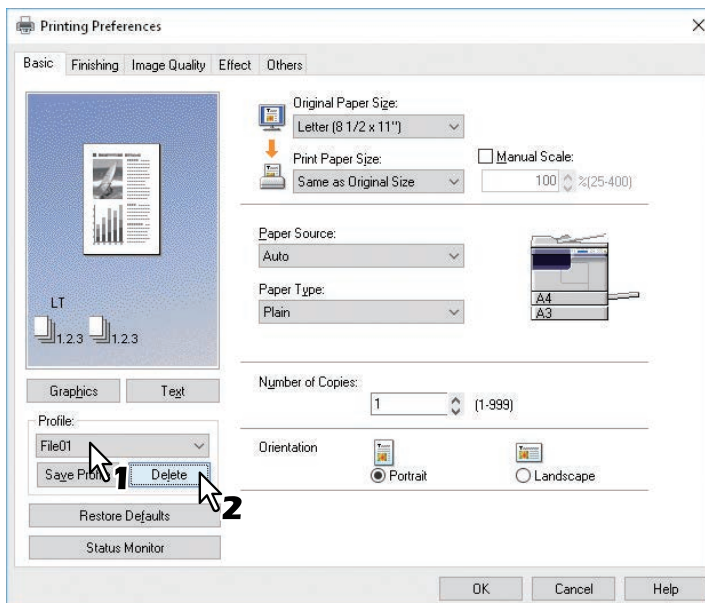 Printing Preferences
Basic Finishing Image Quality Effect Others
Original Paper Size:
Letter (8 1/2 x 11")
Print Paper Size:
Same as Original Size
Manual Scale:
100 %(25-400)
LT
1.2.3 1.2.3
Paper Source:
Auto
Paper Type:
Plain
A4
A3
Graphics Text
Profile:
File01
1
Save Delete
2
Restore Defaults
Status Monitor
Number of Copies:
1 (1-999)
Orientation
Portrait Landscape
OK Cancel Help